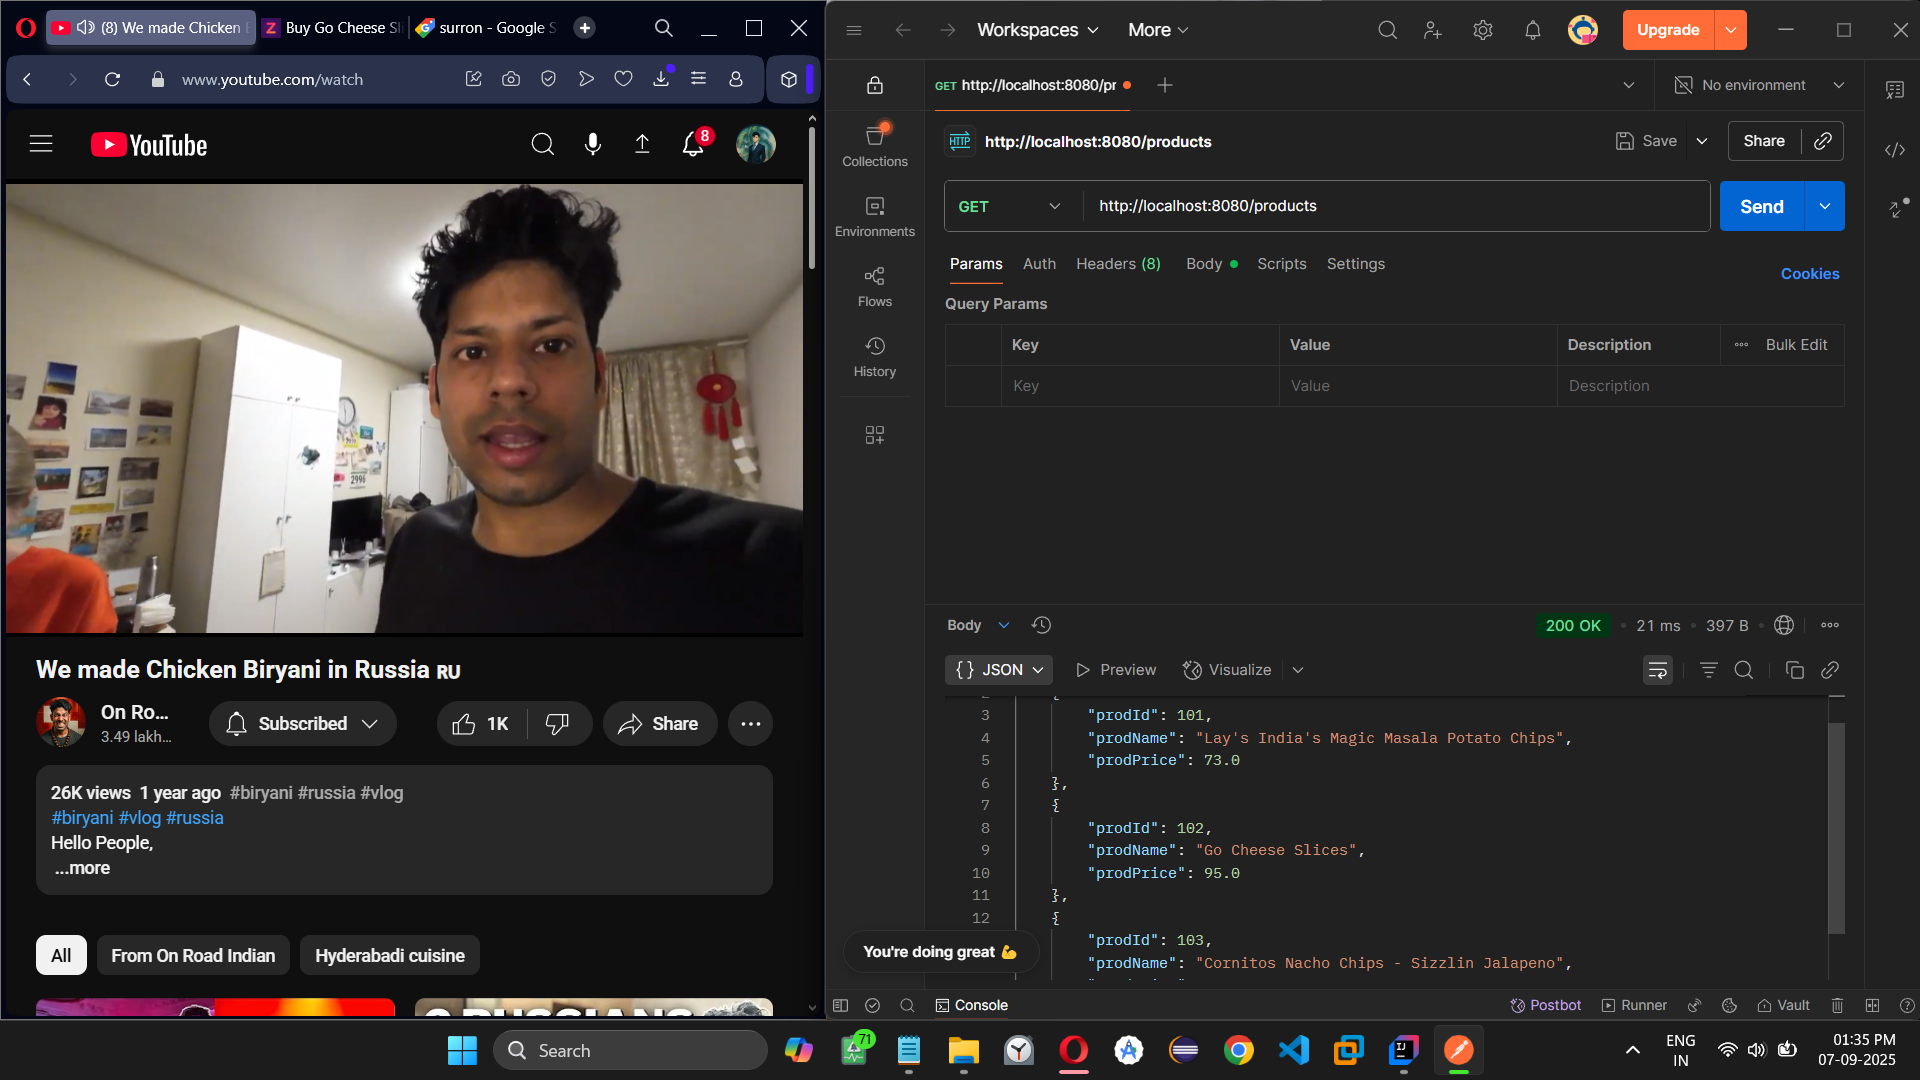 (8) We made Chicken
Buy Go Cheese Sli
surron - Google S
www.youtube.com/watch
YouTube
8
2996
We made Chicken Biryani in Russia RU
On Ro...
3.49 lakh...
Subscribed
1K
Share
26K views 1 year ago #biryani #russia #vlog
#biryani #vlog #russia
Hello People,
...more
All
From On Road Indian
Hyderabadi cuisine
Workspaces
More
Upgrade
GET http://localhost:8080/pr
No environment
Collections
Environments
Flows
History
HTTP
http://localhost:8080/products
Save
Share
GET
http://localhost:8080/products
Send
Params
Auth
Headers (8)
Body
Scripts
Settings
Cookies
Query Params
Key
Value
Description
Bulk Edit
Key
Value
Description
Body
200 OK
21 ms
397 B
{} JSON
Preview
Visualize
2 {
3 "prodId": 101,
4 "prodName": "Lay's India's Magic Masala Potato Chips",
5 "prodPrice": 73.0
6 },
7 {
8 "prodId": 102,
9 "prodName": "Go Cheese Slices",
10 "prodPrice": 95.0
11 },
12 {
"prodId": 103,
"prodName": "Cornitos Nacho Chips - Sizzlin Jalapeno",
You're doing great 💪
Console
Postbot
Runner
Vault
Search
71
ENG
IN
01:35 PM
07-09-2025